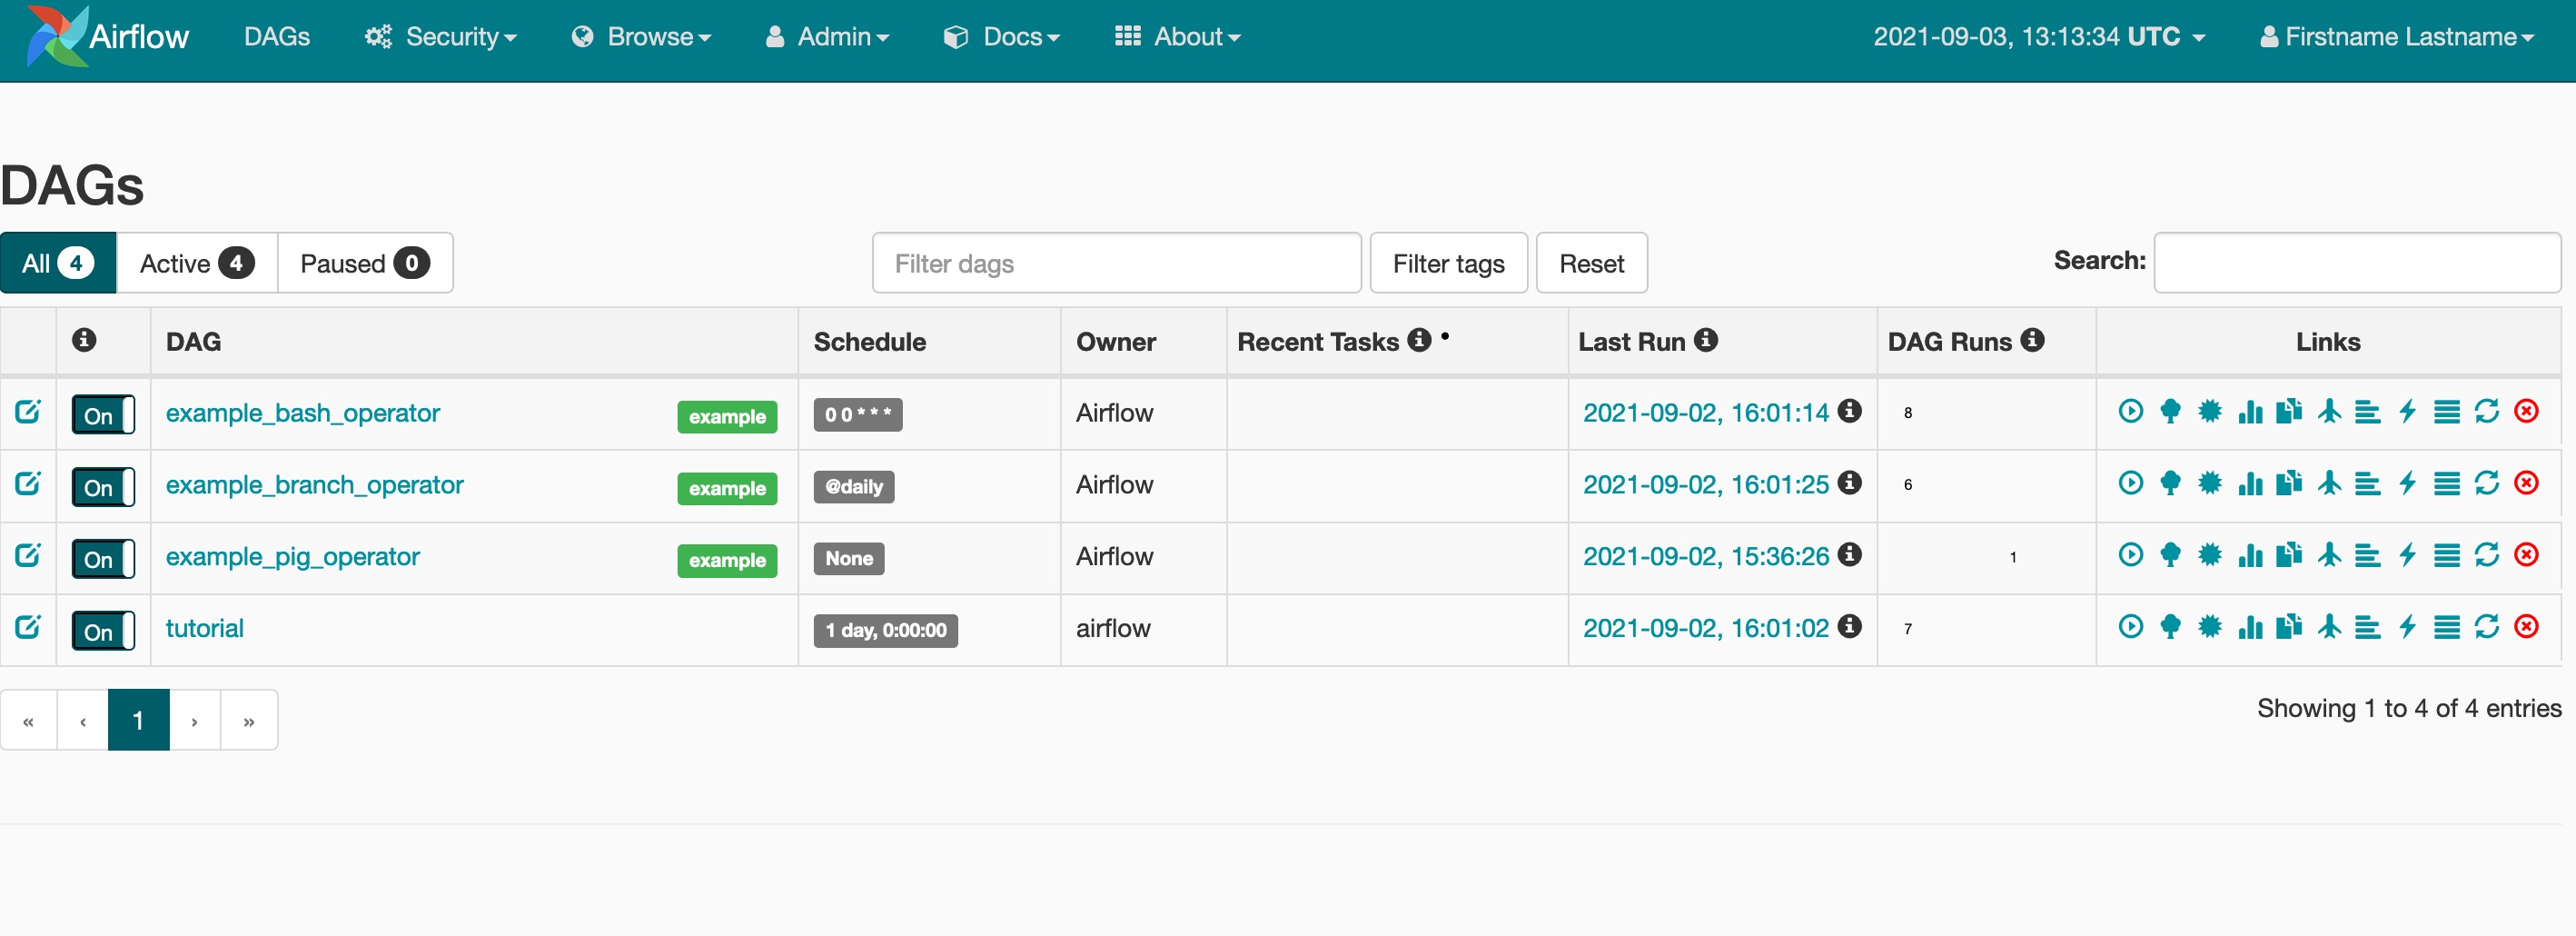 Airflow DAGs Security Browse Admin Docs About 2021-09-03, 13:13:34 UTC Firstname Lastname
DAGs
All 4 Active 4 Paused 0 Filter dags Filter tags Reset Search:
DAG Schedule Owner Recent Tasks Last Run DAG Runs Links
On example_bash_operator example 0 0 * * * Airflow 2021-09-02, 16:01:14 8
On example_branch_operator example @daily Airflow 2021-09-02, 16:01:25 6
On example_pig_operator example None Airflow 2021-09-02, 15:36:26 1
On tutorial 1 day, 0:00:00 airflow 2021-09-02, 16:01:02 7
« ‹ 1 › » Showing 1 to 4 of 4 entries